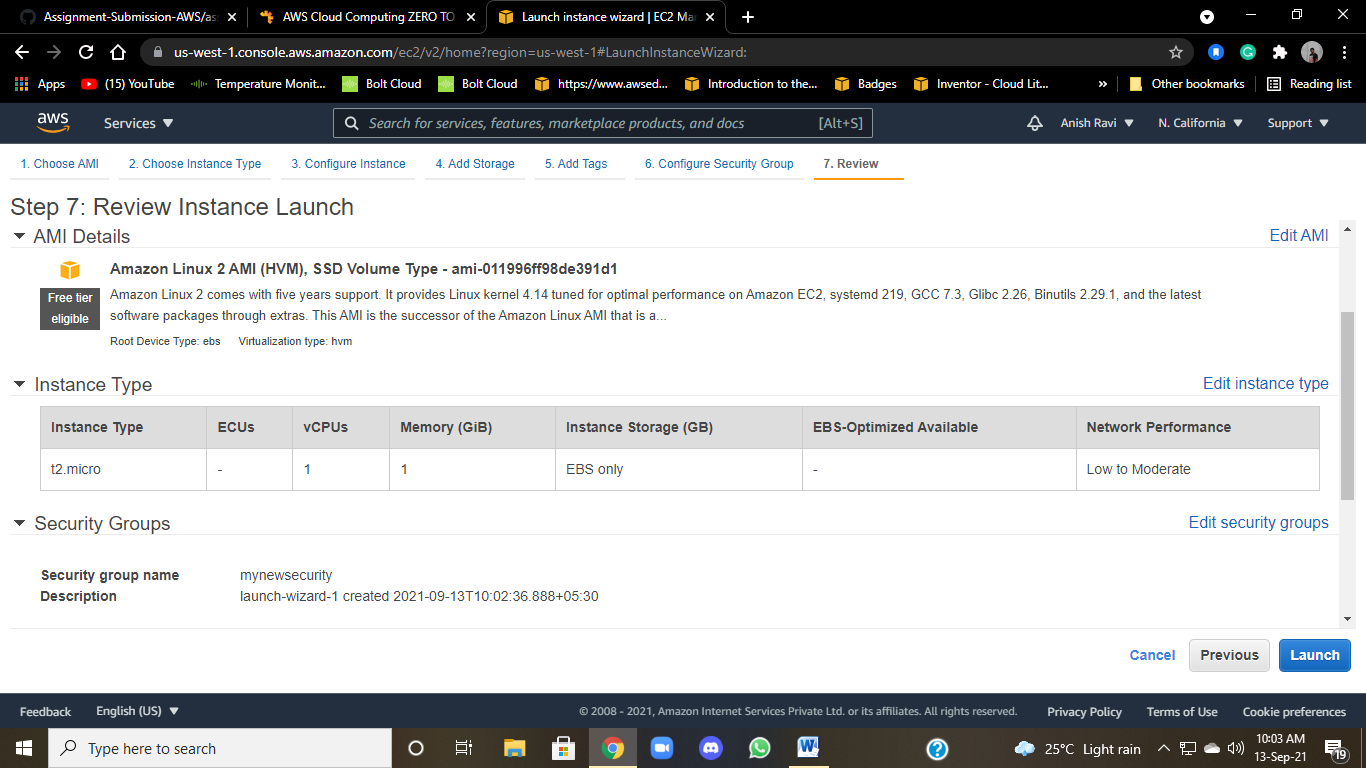 Assignment-Submission-AWS/as
AWS Cloud Computing ZERO TO
Launch instance wizard | EC2 Ma
us-west-1.console.aws.amazon.com/ec2/v2/home?region=us-west-1#LaunchInstanceWizard:
Apps (15) YouTube Temperature Monit... Bolt Cloud Bolt Cloud https://www.awsed... Introduction to the... Badges Inventor - Cloud Lit... » Other bookmarks Reading list
aws Services Search for services, features, marketplace products, and docs [Alt+S] Anish Ravi N. California Support
1. Choose AMI 2. Choose Instance Type 3. Configure Instance 4. Add Storage 5. Add Tags 6. Configure Security Group 7. Review
Step 7: Review Instance Launch
AMI Details Edit AMI
Amazon Linux 2 AMI (HVM), SSD Volume Type - ami-011996ff98de391d1
Free tier
eligible
Amazon Linux 2 comes with five years support. It provides Linux kernel 4.14 tuned for optimal performance on Amazon EC2, systemd 219, GCC 7.3, Glibc 2.26, Binutils 2.29.1, and the latest
software packages through extras. This AMI is the successor of the Amazon Linux AMI that is a...
Root Device Type: ebs Virtualization type: hvm
Instance Type Edit instance type
Instance Type ECUs vCPUs Memory (GiB) Instance Storage (GB) EBS-Optimized Available Network Performance
t2.micro - 1 1 EBS only - Low to Moderate
Security Groups Edit security groups
Security group name mynewsecurity
Description launch-wizard-1 created 2021-09-13T10:02:36.888+05:30
Cancel Previous Launch
Feedback English (US) © 2008 - 2021, Amazon Internet Services Private Ltd. or its affiliates. All rights reserved. Privacy Policy Terms of Use Cookie preferences
Type here to search 25°C Light rain 10:03 AM
13-Sep-21 19